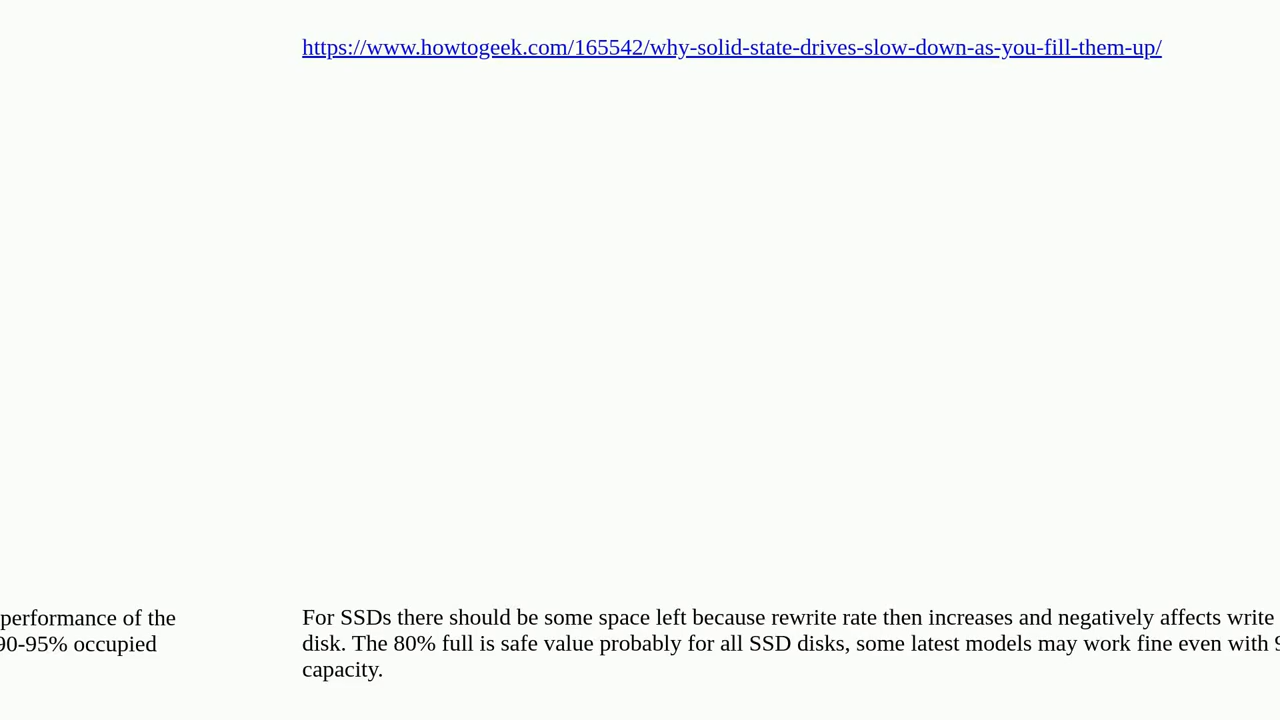 https://www.howtogeek.com/165542/why-solid-state-drives-slow-down-as-you-fill-them-up/
performance of the
90-95% occupied
For SSDs there should be some space left because rewrite rate then increases and negatively affects write
disk. The 80% full is safe value probably for all SSD disks, some latest models may work fine even with
capacity.